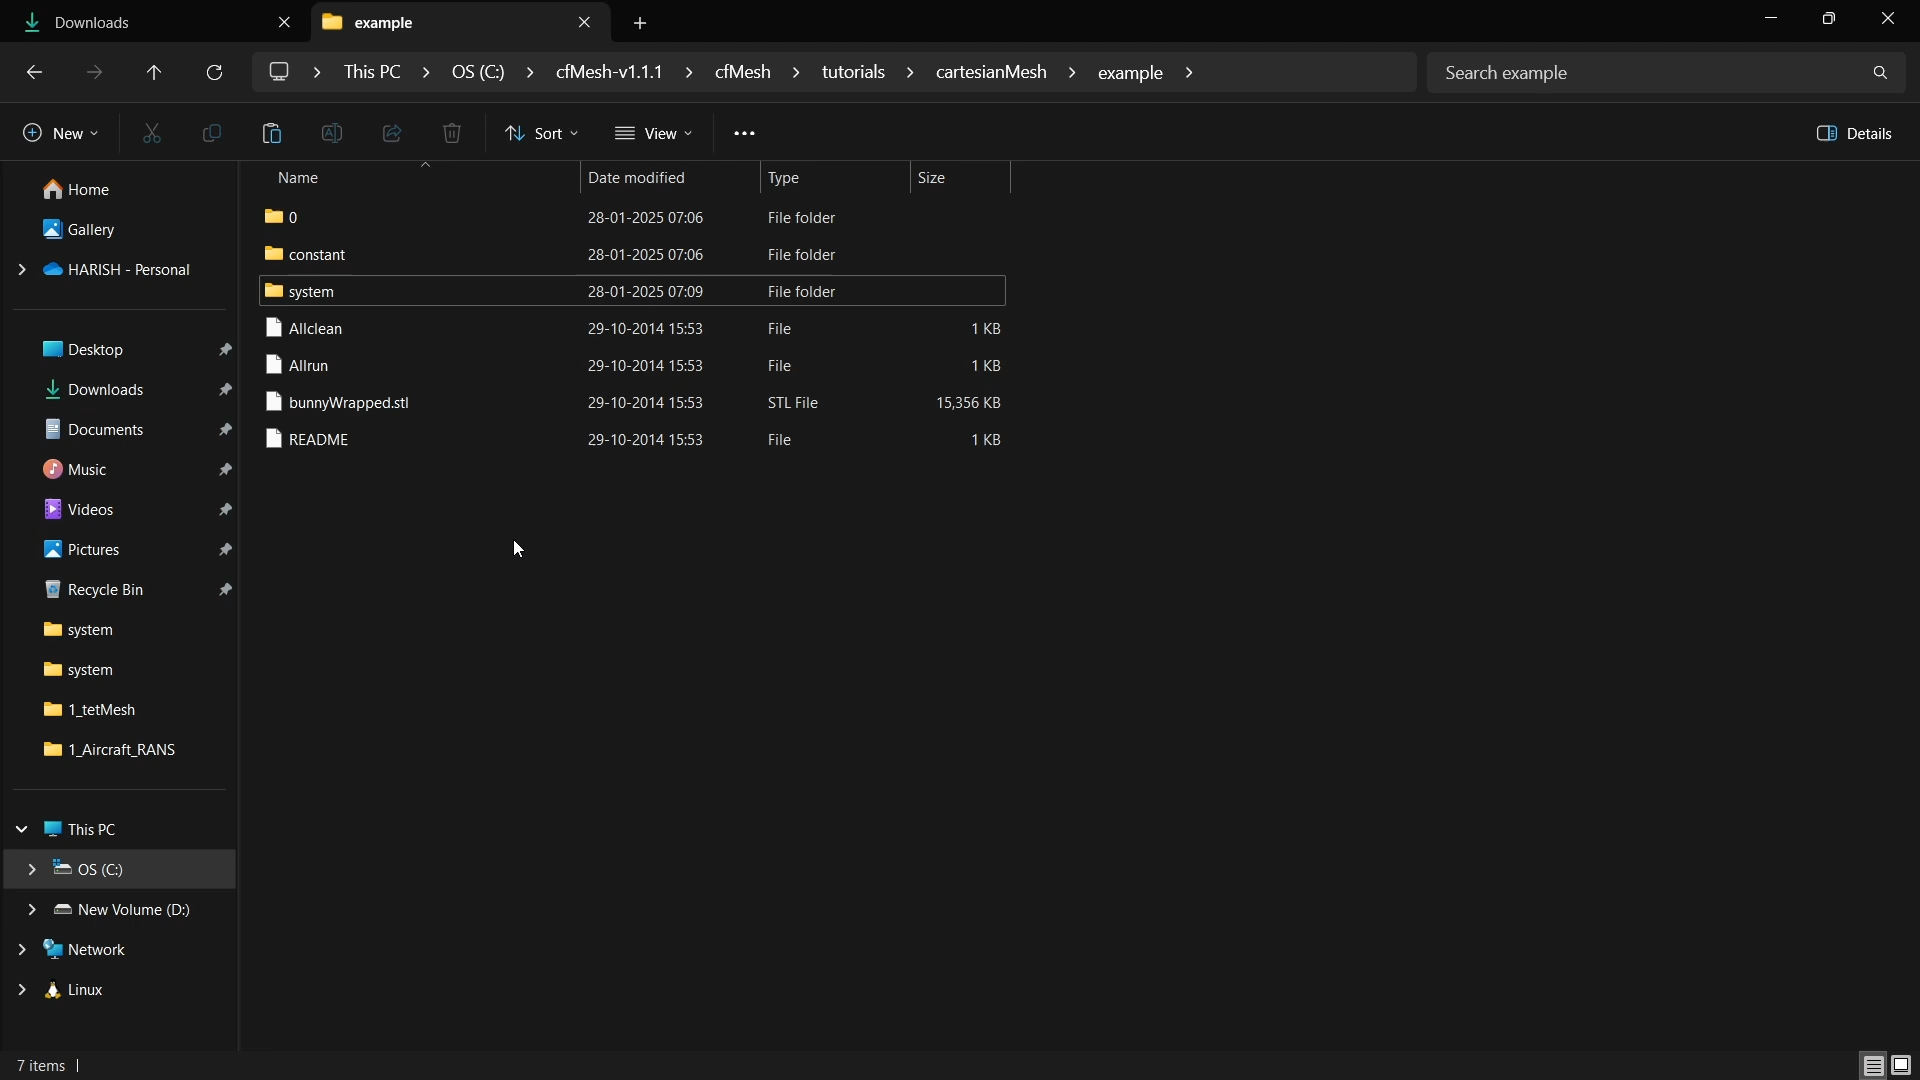 Downloads
example
This PC
OS (C:)
cfMesh-v1.1.1
cfMesh
tutorials
cartesianMesh
example
Search example
New
Sort
View
Details
Name
Date modified
Type
Size
0 28-01-2025 07:06 File folder
constant 28-01-2025 07:06 File folder
system 28-01-2025 07:09 File folder
Allclean 29-10-2014 15:53 File 1 KB
Allrun 29-10-2014 15:53 File 1 KB
bunnyWrapped.stl 29-10-2014 15:53 STL File 15,356 KB
README 29-10-2014 15:53 File 1 KB
Home
Gallery
HARISH - Personal
Desktop
Downloads
Documents
Music
Videos
Pictures
Recycle Bin
system
system
1_tetMesh
1_Aircraft_RANS
This PC
OS (C:)
New Volume (D:)
Network
Linux
7 items